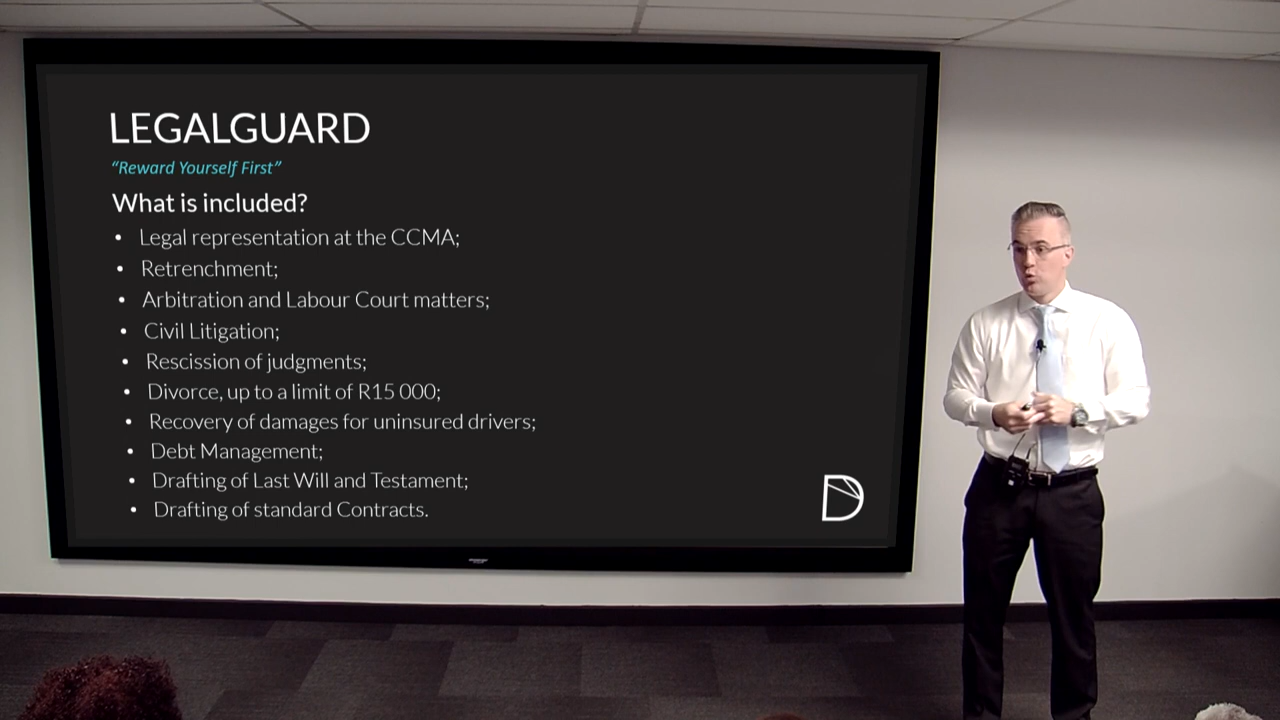 LEGALGUARD
“Reward Yourself First”
What is included?
• Legal representation at the CCMA;
• Retrenchment;
• Arbitration and Labour Court matters;
• Civil Litigation;
• Rescission of judgments;
• Divorce, up to a limit of R15 000;
• Recovery of damages for uninsured drivers;
• Debt Management;
• Drafting of Last Will and Testament;
• Drafting of standard Contracts.